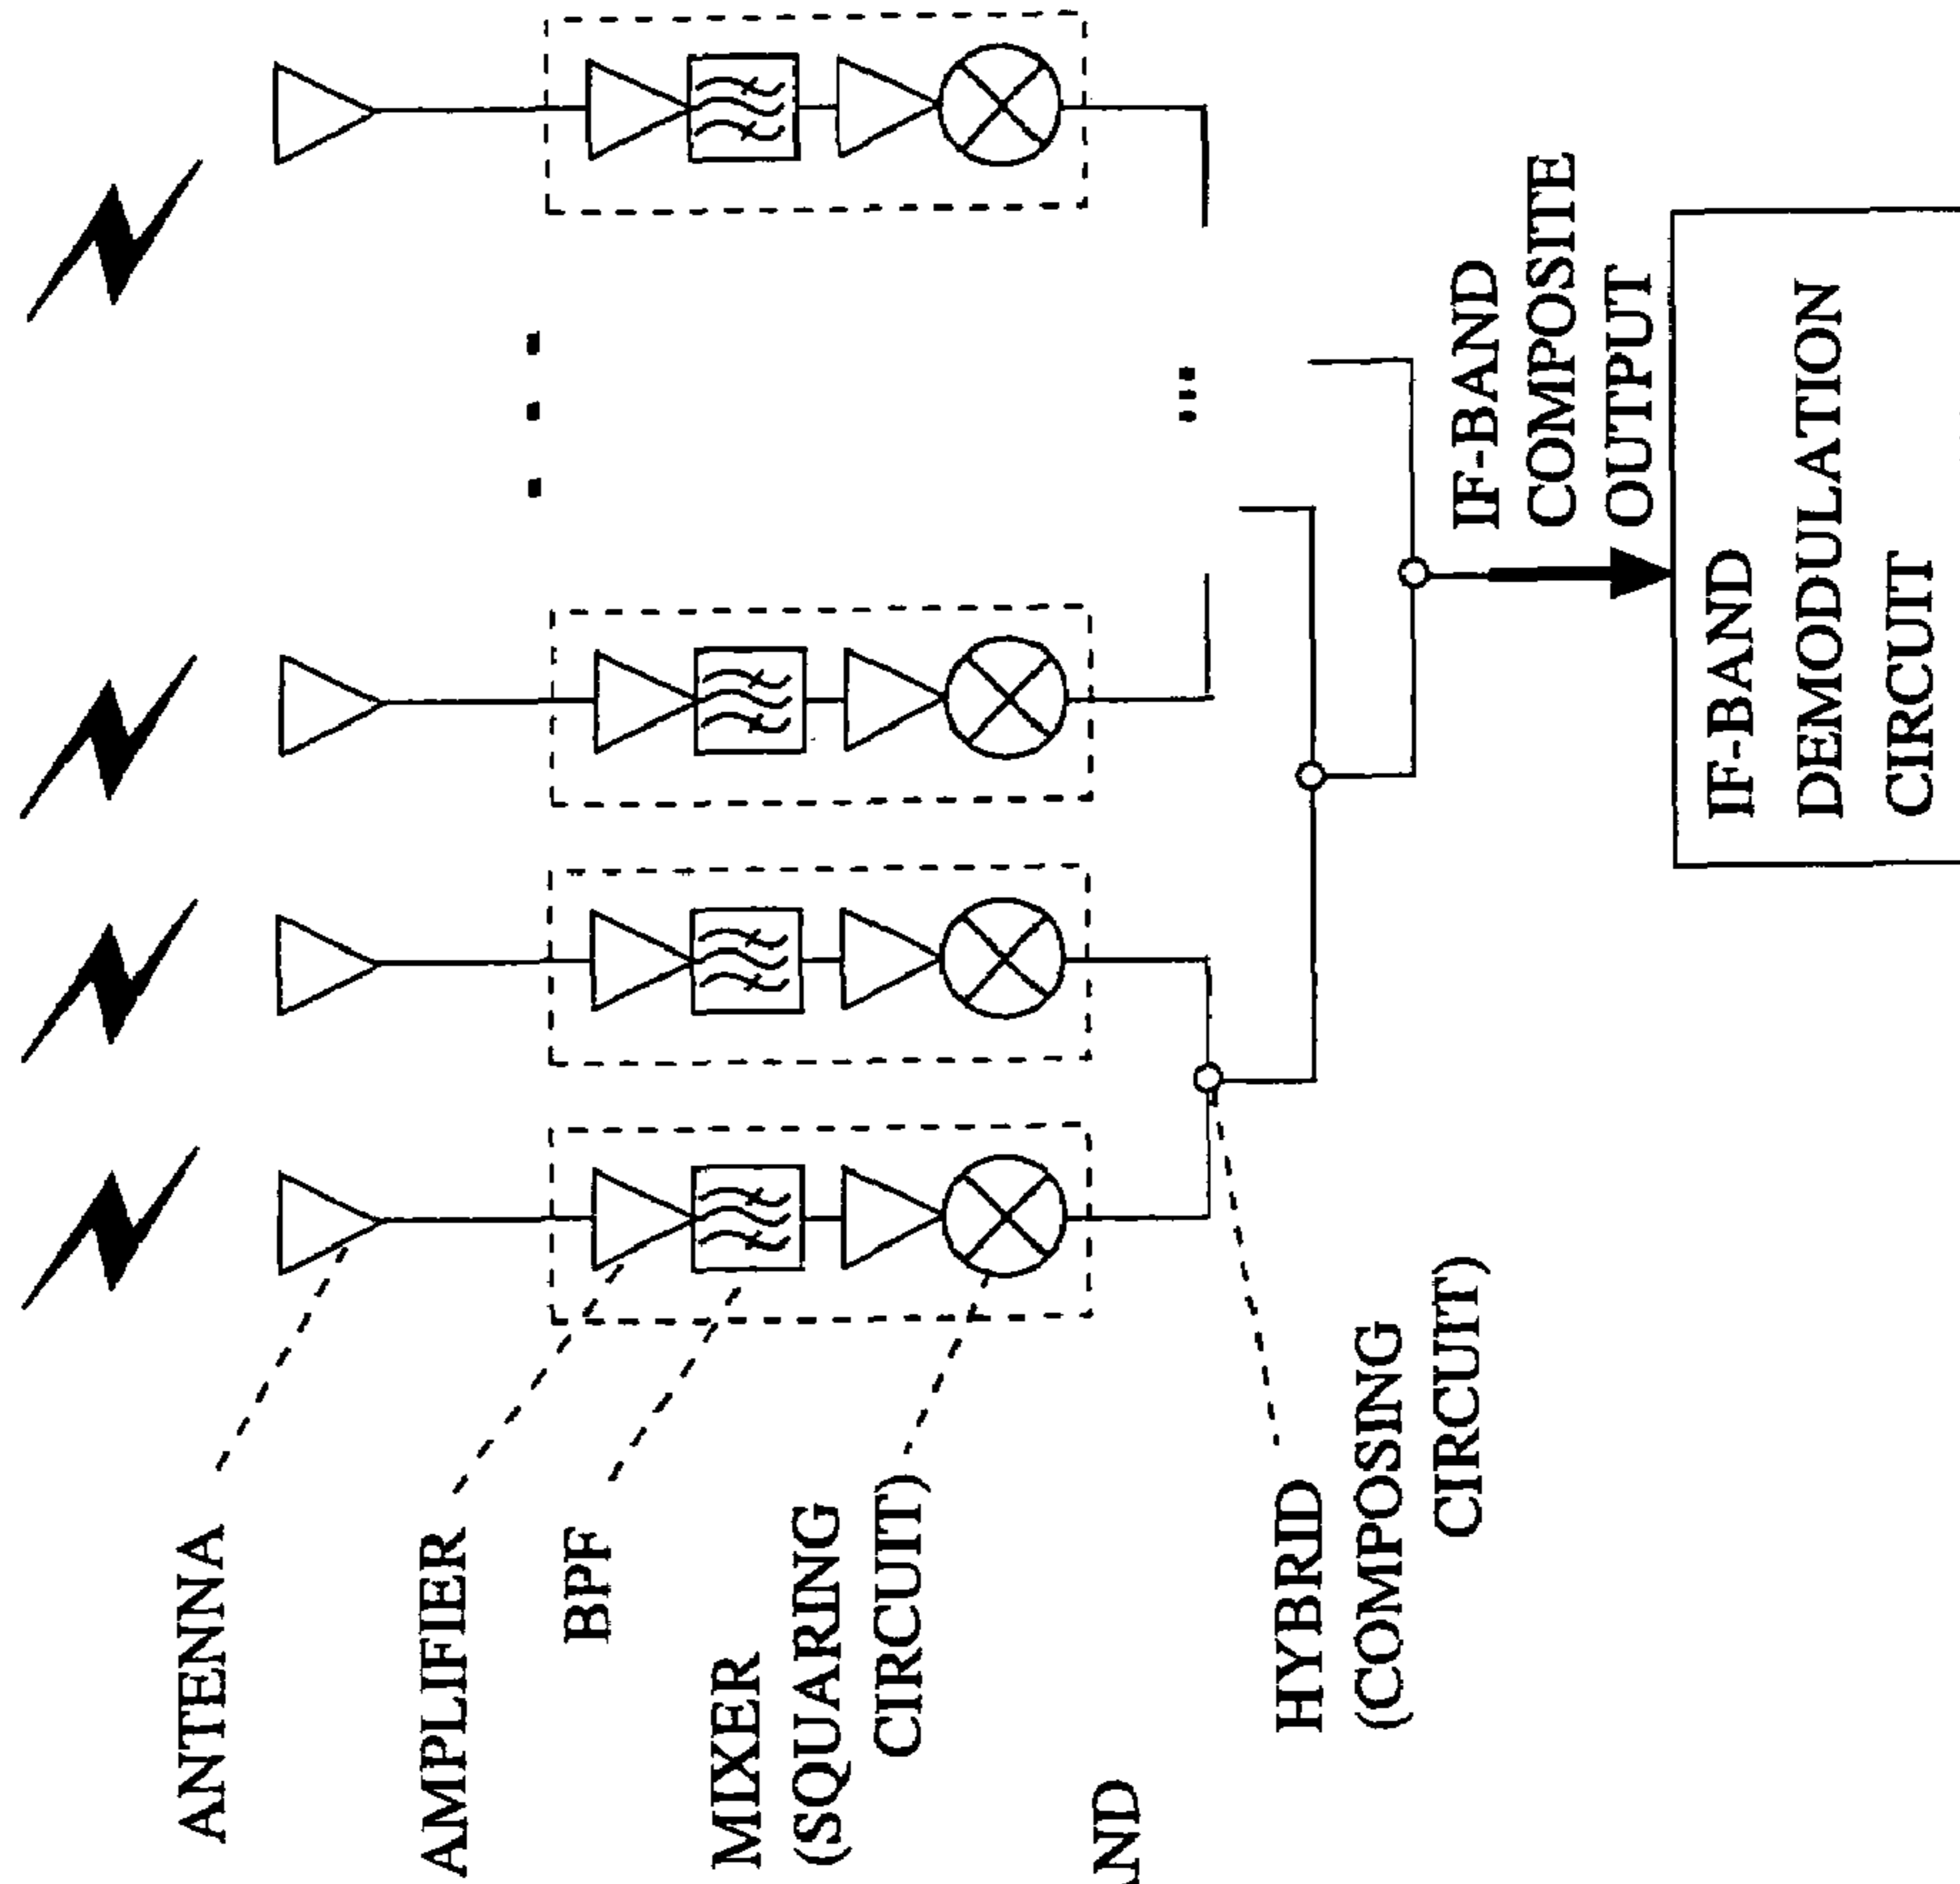 ANTENNA
AMPLIFIER
BPF
MIXER
(SQUARING
CIRCUIT)
HYBRID
(COMPOSING
CIRCUIT)
IF-BAND
COMPOSITE
OUTPUT
IF-BAND
DEMODULATION
CIRCUIT